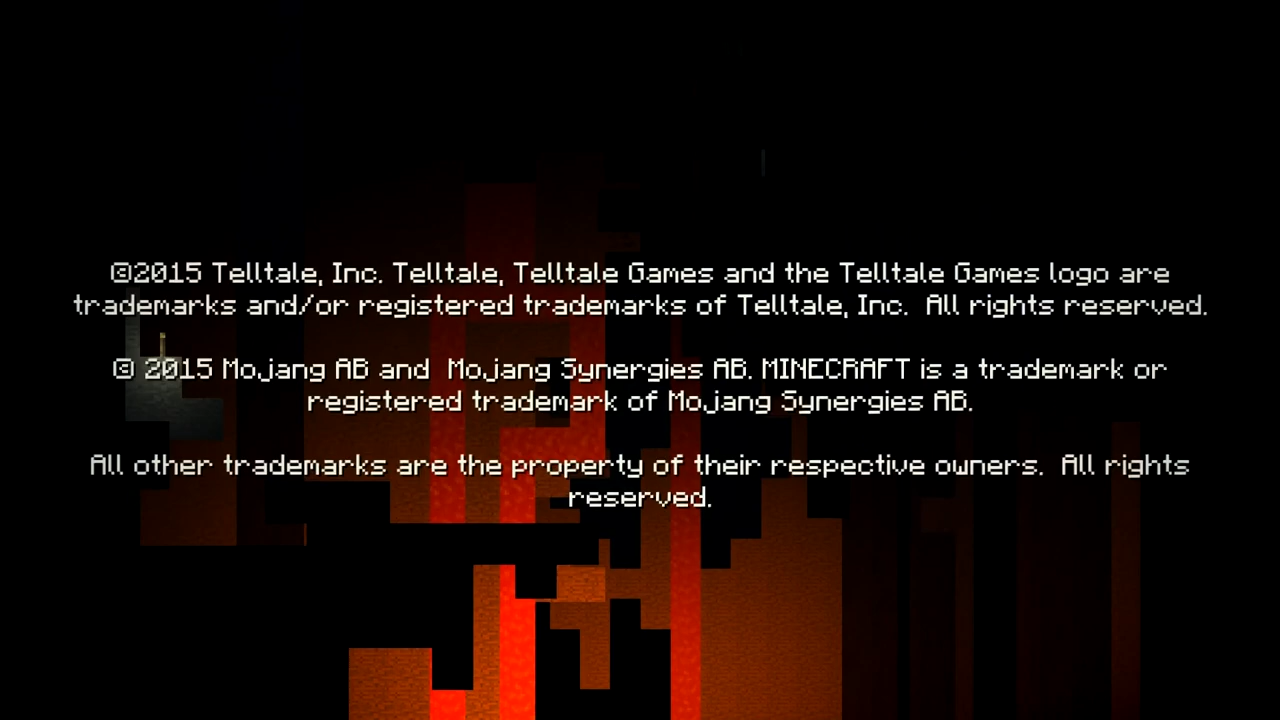 ©2015 Telltale, Inc. Telltale, Telltale Games and the Telltale Games logo are
trademarks and/or registered trademarks of Telltale, Inc.  All rights reserved.
© 2015 Mojang AB and  Mojang Synergies AB. MINECRAFT is a trademark or
registered trademark of Mojang Synergies AB.
All other trademarks are the property of their respective owners.  All rights
reserved.